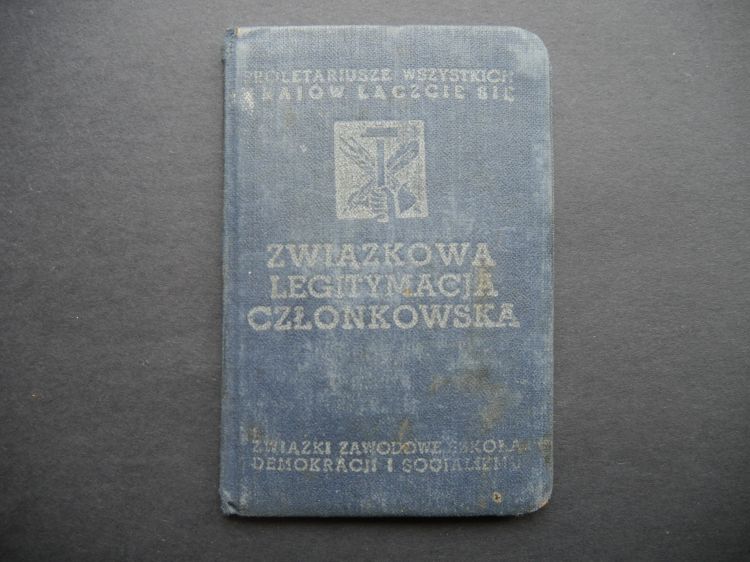 PROLETARIUSZE WSZYSTKICH
KRAJÓW ŁĄCZCIE SIĘ
ZWIĄZKOWA
LEGITYMACJA
CZŁONKOWSKA
ZWIĄZKI ZAWODOWE SZKOŁĄ
DEMOKRACJI I SOCJALIZMU